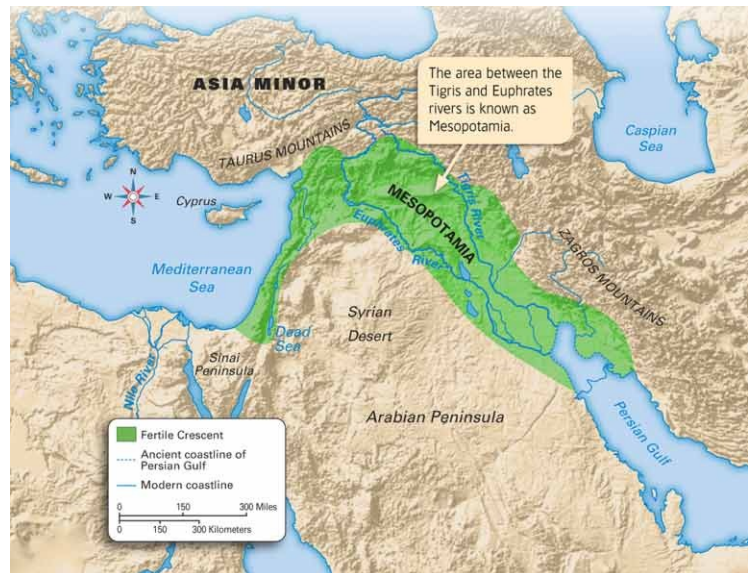 ASIA MINOR
The area between the
Tigris and Euphrates
rivers is known as
Mesopotamia.
Caspian
Sea
TAURUS MOUNTAINS
N
W
E
S
Cyprus
MESOPOTAMIA
Tigris River
Euphrates River
ZAGROS MOUNTAINS
Mediterranean
Sea
Syrian
Desert
Dead
Sea
Sinai
Peninsula
Nile River
Arabian Peninsula
Persian Gulf
Fertile Crescent
Ancient coastline of
Persian Gulf
Modern coastline
0 150 300 Miles
0 150 300 Kilometers